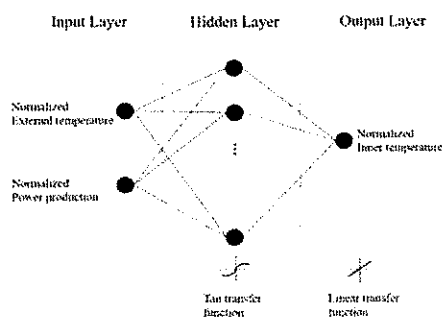 Input Layer Hidden Layer Output Layer
Normalized
External temperature
Normalized
Inner temperature
Normalized
Power production
Tan transfer
function
Linear transfer
function